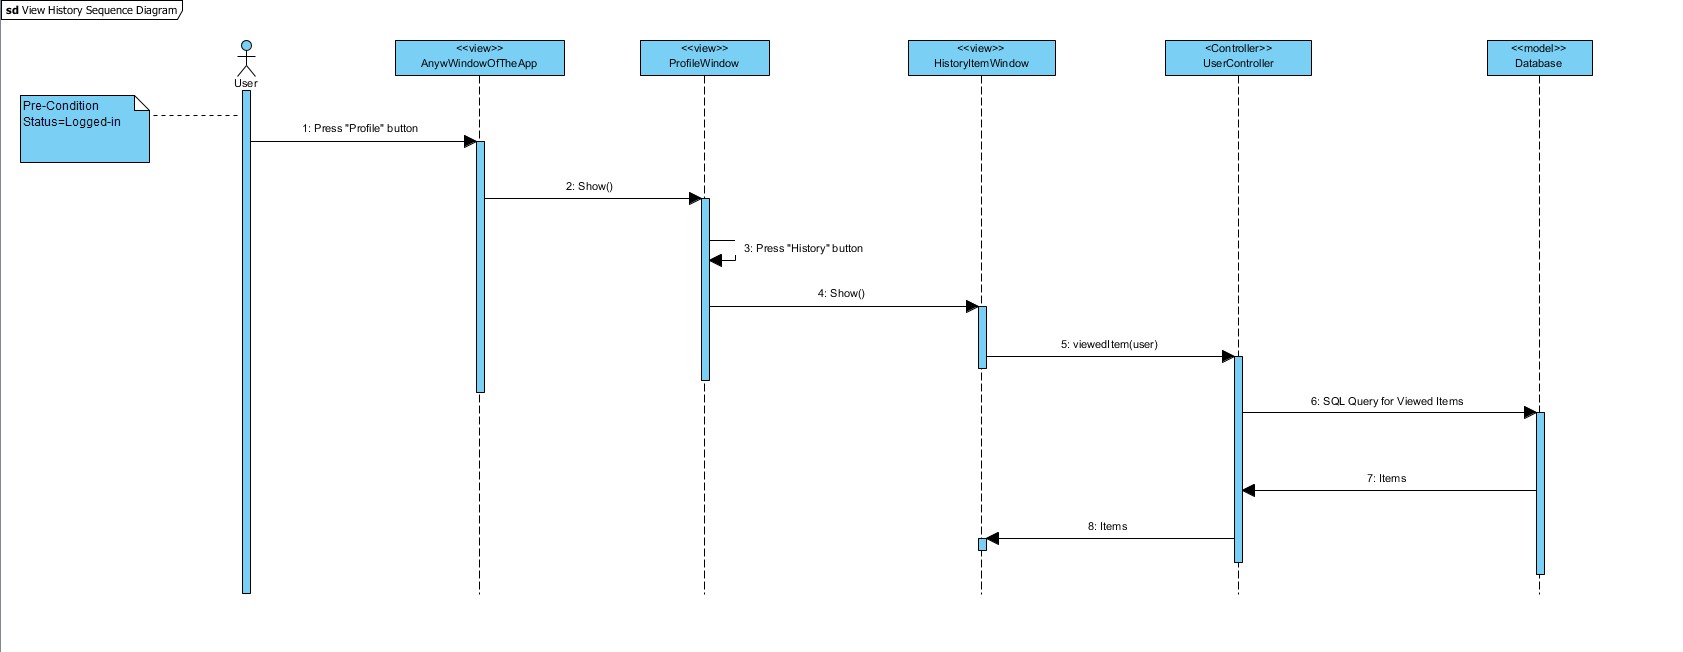 sd View History Sequence Diagram
<<view>>
AnywWindowOfTheApp
<<view>>
ProfileWindow
<<view>>
HistoryItemWindow
<Controller>>
UserController
<<model>>
Database
User
Pre-Condition
Status=Logged-in
1: Press "Profile" button
2: Show()
3: Press "History" button
4: Show()
5: viewedItem(user)
6: SQL Query for Viewed Items
7: Items
8: Items